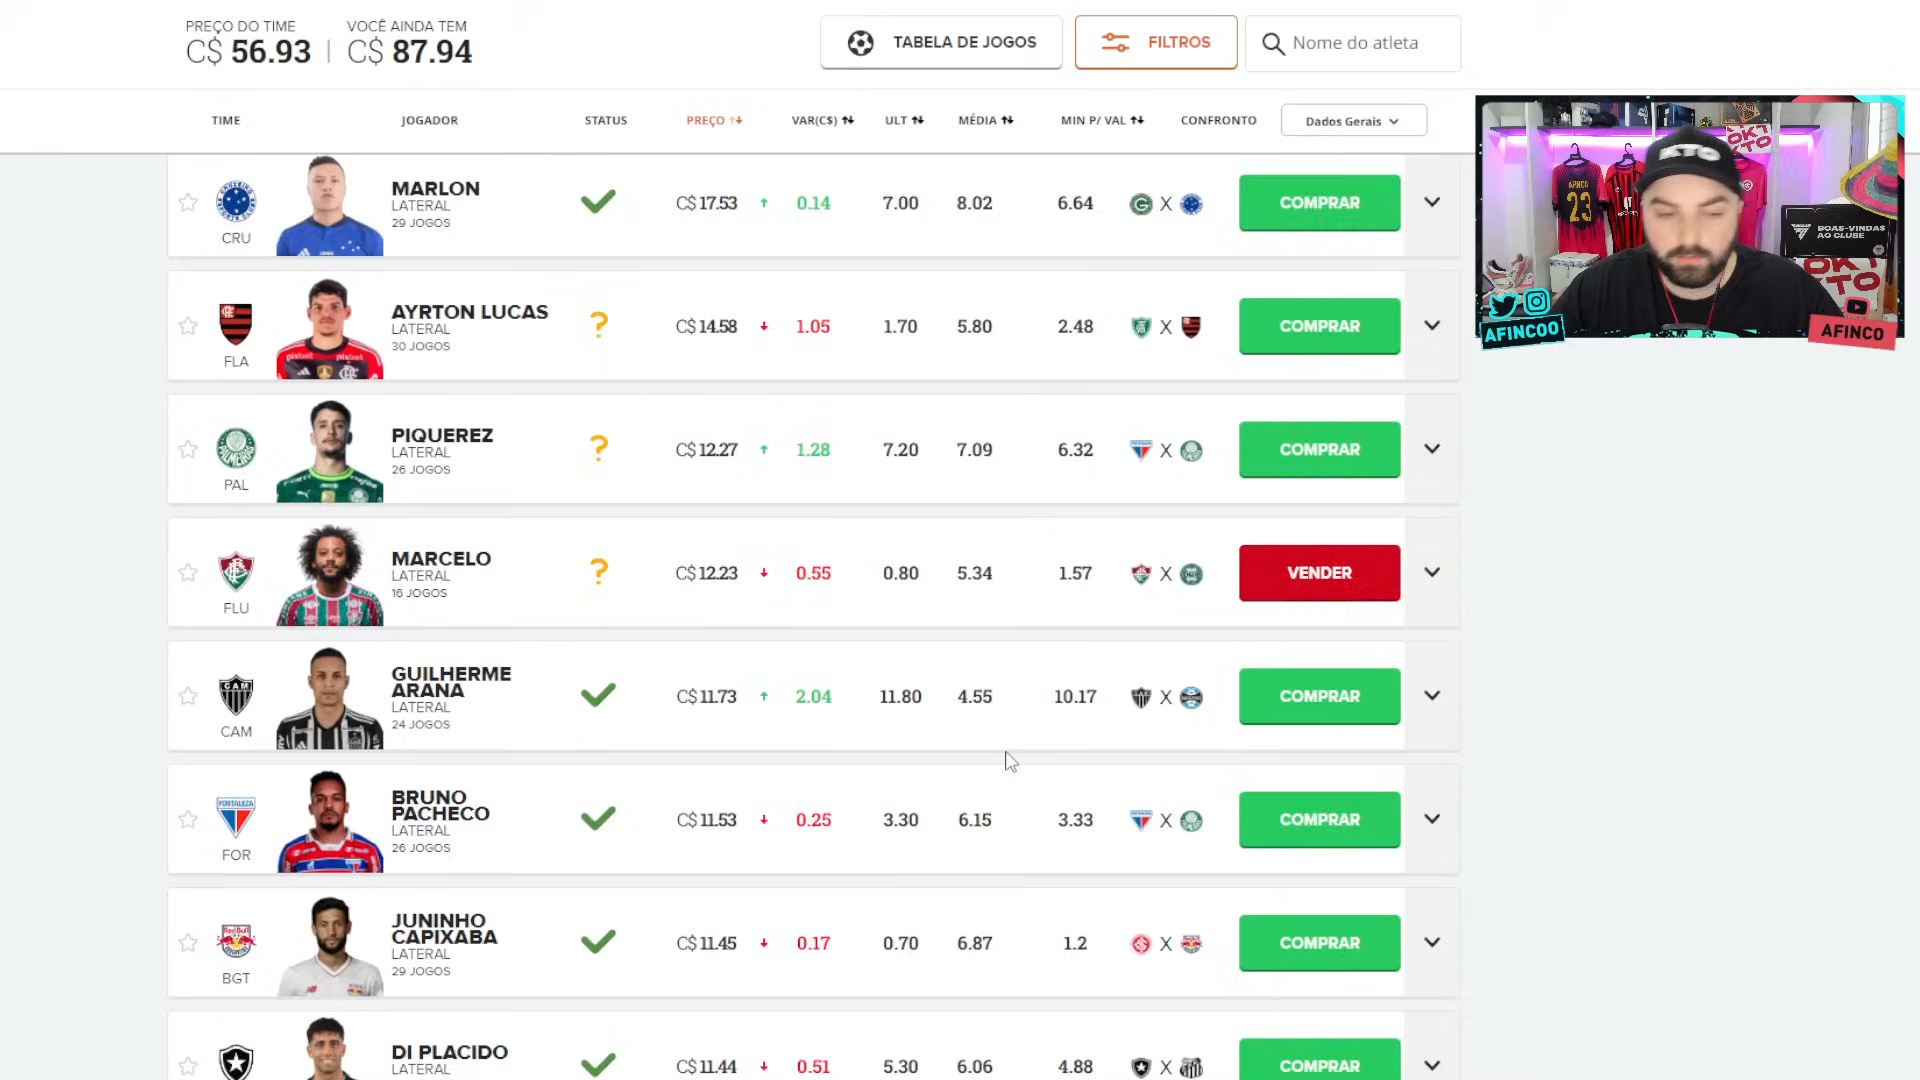 PREÇO DO TIME
C$ 56.93
VOCÊ AINDA TEM
C$ 87.94
TABELA DE JOGOS
FILTROS
Nome do atleta
TIME JOGADOR STATUS PREÇO VAR(C$) ULT MÉDIA MIN P/ VAL CONFRONTO Dados Gerais
CRU
MARLON
LATERAL
29 JOGOS
C$ 17.53 0.14 7.00 8.02 6.64 X COMPRAR
FLA
AYRTON LUCAS
LATERAL
30 JOGOS
? C$ 14.58 1.05 1.70 5.80 2.48 X COMPRAR
PAL
PIQUEREZ
LATERAL
26 JOGOS
? C$ 12.27 1.28 7.20 7.09 6.32 X COMPRAR
FLU
MARCELO
LATERAL
16 JOGOS
? C$ 12.23 0.55 0.80 5.34 1.57 X VENDER
CAM
GUILHERME
ARANA
LATERAL
24 JOGOS
C$ 11.73 2.04 11.80 4.55 10.17 X COMPRAR
FOR
BRUNO
PACHECO
LATERAL
26 JOGOS
C$ 11.53 0.25 3.30 6.15 3.33 X COMPRAR
BGT
JUNINHO
CAPIXABA
LATERAL
29 JOGOS
C$ 11.45 0.17 0.70 6.87 1.2 X COMPRAR
DI PLACIDO
LATERAL
C$ 11.44 0.51 5.30 6.06 4.88 X COMPRAR
KTO
AFINCO
23
BOAS-VINDAS
AO CLUBE
AFINCOO
AFINCO